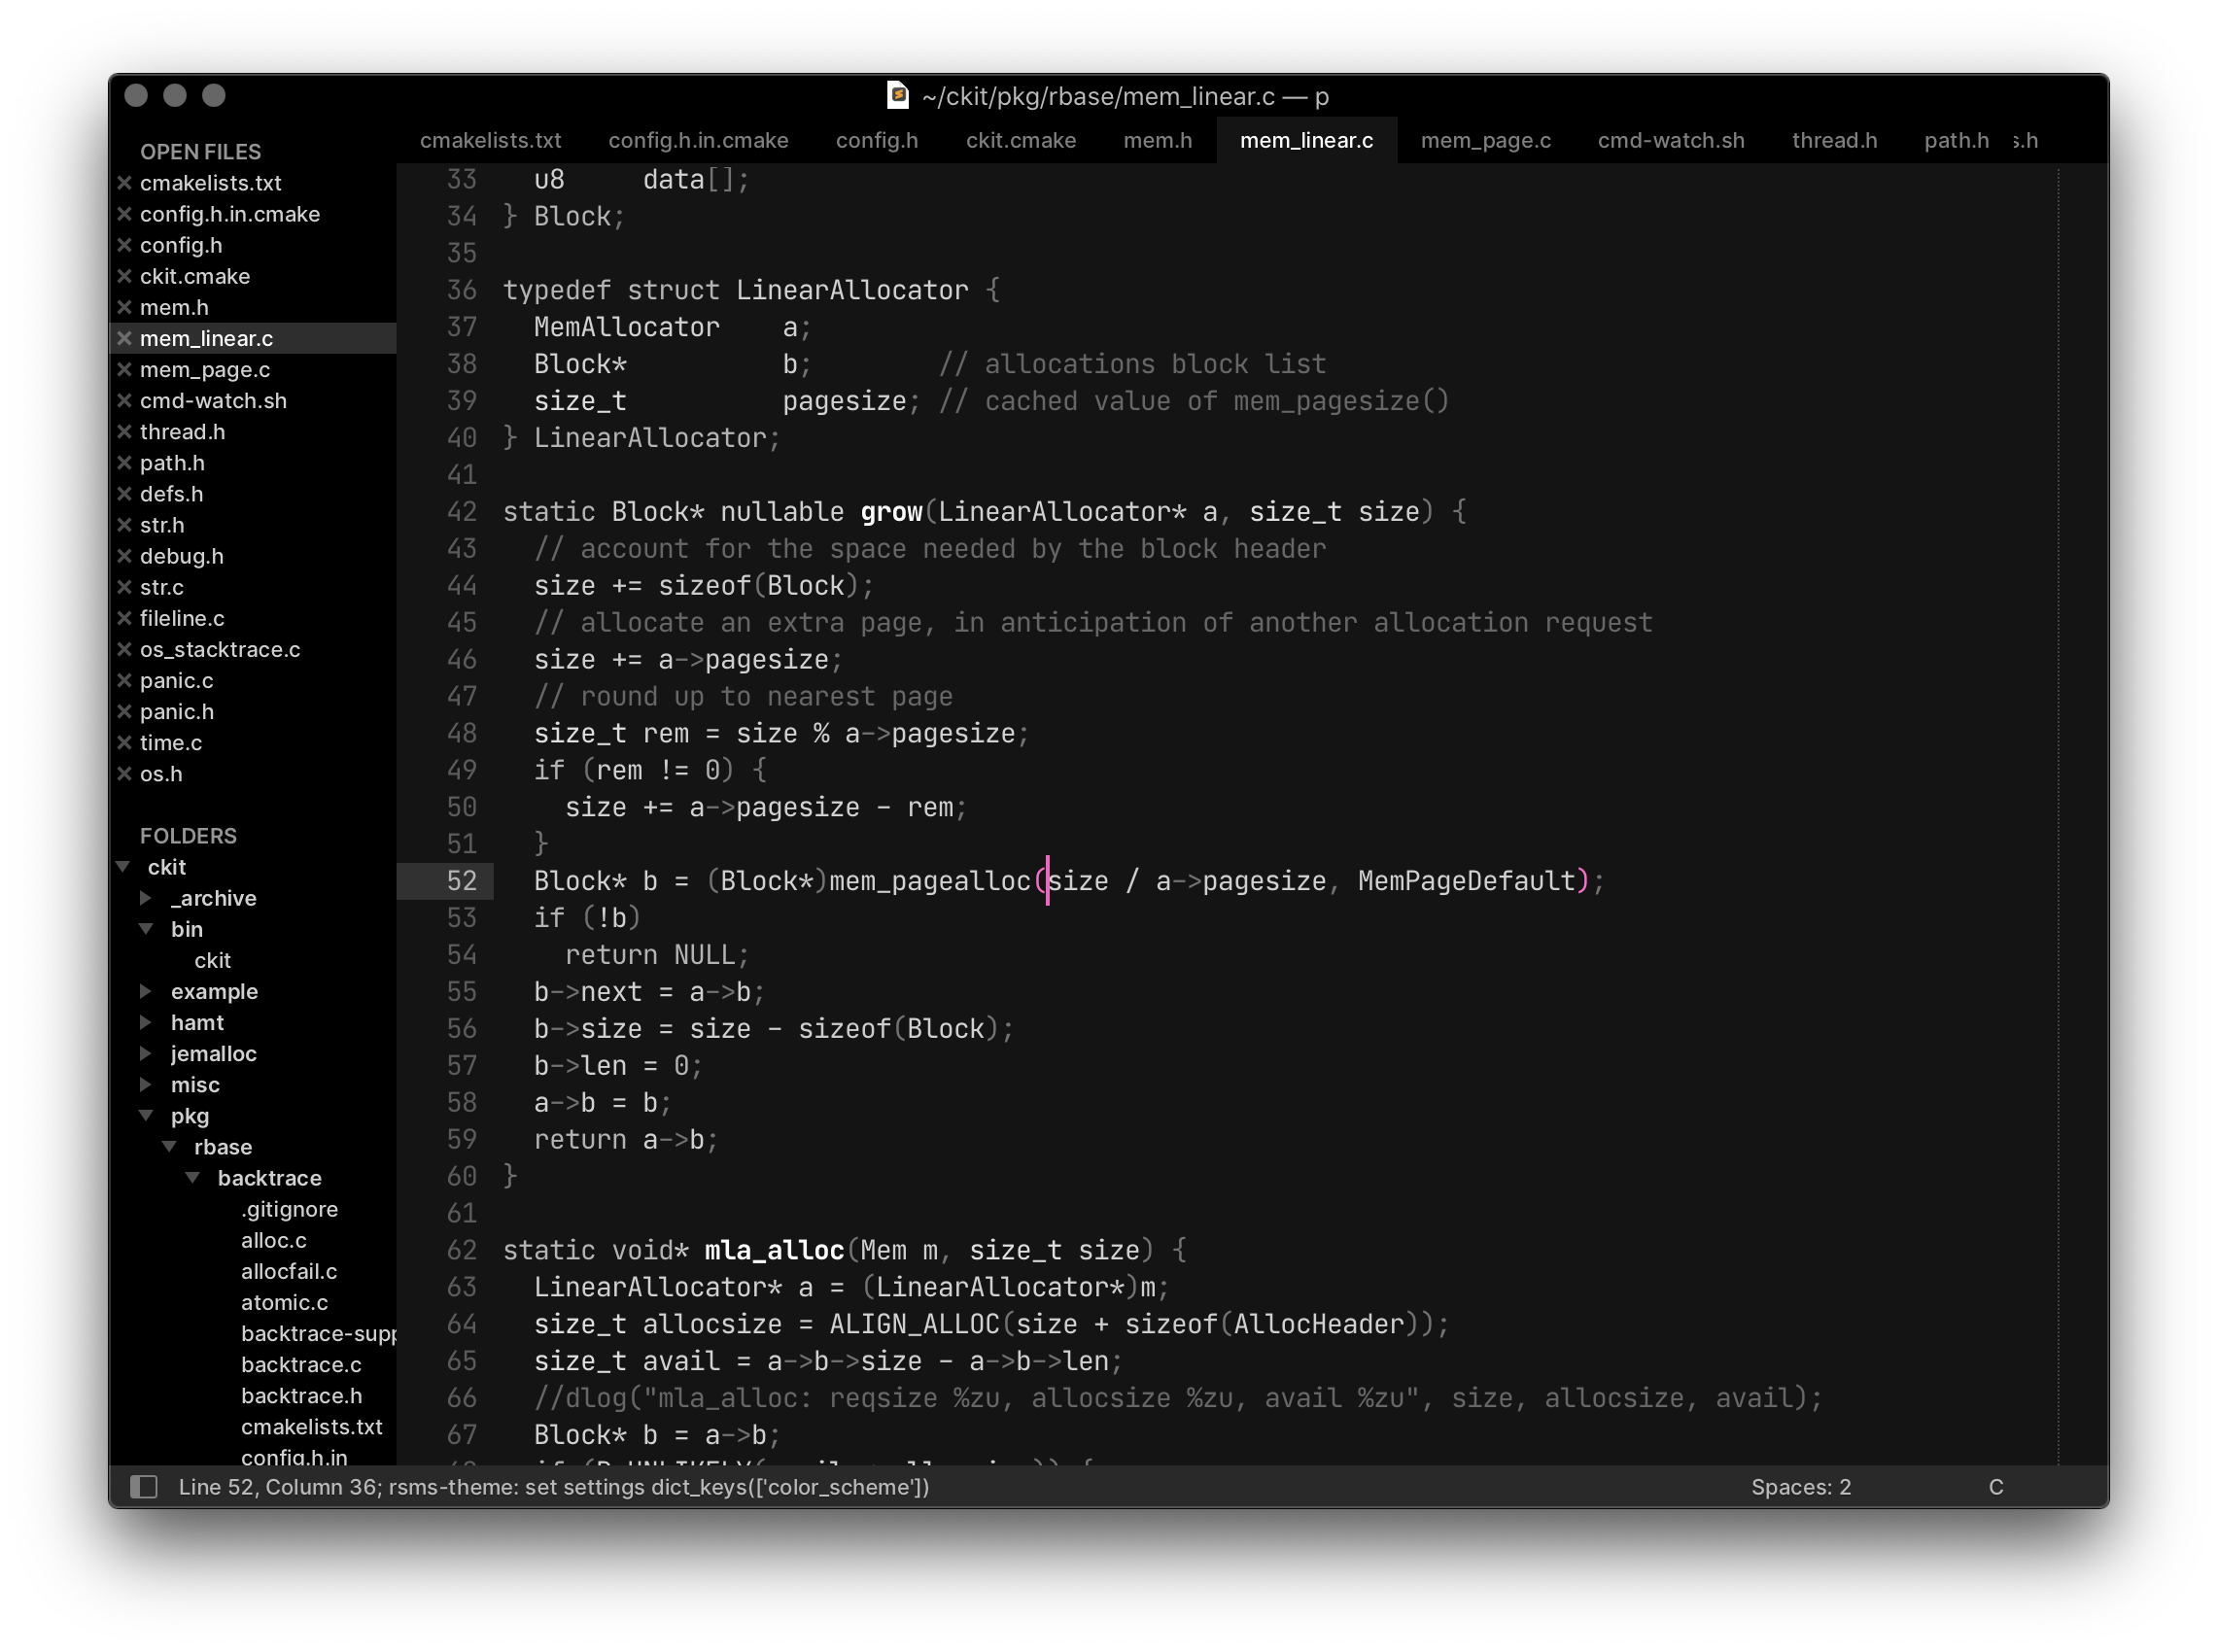 ~/ckit/pkg/rbase/mem_linear.c — p
OPEN FILES
cmakelists.txt
config.h.in.cmake
config.h
ckit.cmake
mem.h
mem_linear.c
mem_page.c
cmd-watch.sh
thread.h
path.h
defs.h
str.h
debug.h
str.c
fileline.c
os_stacktrace.c
panic.c
panic.h
time.c
os.h
FOLDERS
ckit
_archive
bin
ckit
example
hamt
jemalloc
misc
pkg
rbase
backtrace
.gitignore
alloc.c
allocfail.c
atomic.c
backtrace-supp
backtrace.c
backtrace.h
cmakelists.txt
config.h.in
cmakelists.txt config.h.in.cmake config.h ckit.cmake mem.h mem_linear.c mem_page.c cmd-watch.sh thread.h path.h s.h
33   u8     data[];
34 } Block;
35
36 typedef struct LinearAllocator {
37   MemAllocator    a;
38   Block*          b;        // allocations block list
39   size_t          pagesize; // cached value of mem_pagesize()
40 } LinearAllocator;
41
42 static Block* nullable grow(LinearAllocator* a, size_t size) {
43   // account for the space needed by the block header
44   size += sizeof(Block);
45   // allocate an extra page, in anticipation of another allocation request
46   size += a->pagesize;
47   // round up to nearest page
48   size_t rem = size % a->pagesize;
49   if (rem != 0) {
50     size += a->pagesize - rem;
51   }
52   Block* b = (Block*)mem_pagealloc(size / a->pagesize, MemPageDefault);
53   if (!b)
54     return NULL;
55   b->next = a->b;
56   b->size = size - sizeof(Block);
57   b->len = 0;
58   a->b = b;
59   return a->b;
60 }
61
62 static void* mla_alloc(Mem m, size_t size) {
63   LinearAllocator* a = (LinearAllocator*)m;
64   size_t allocsize = ALIGN_ALLOC(size + sizeof(AllocHeader));
65   size_t avail = a->b->size - a->b->len;
66   //dlog("mla_alloc: reqsize %zu, allocsize %zu, avail %zu", size, allocsize, avail);
67   Block* b = a->b;
Line 52, Column 36; rsms-theme: set settings dict_keys(['color_scheme'])
Spaces: 2
C